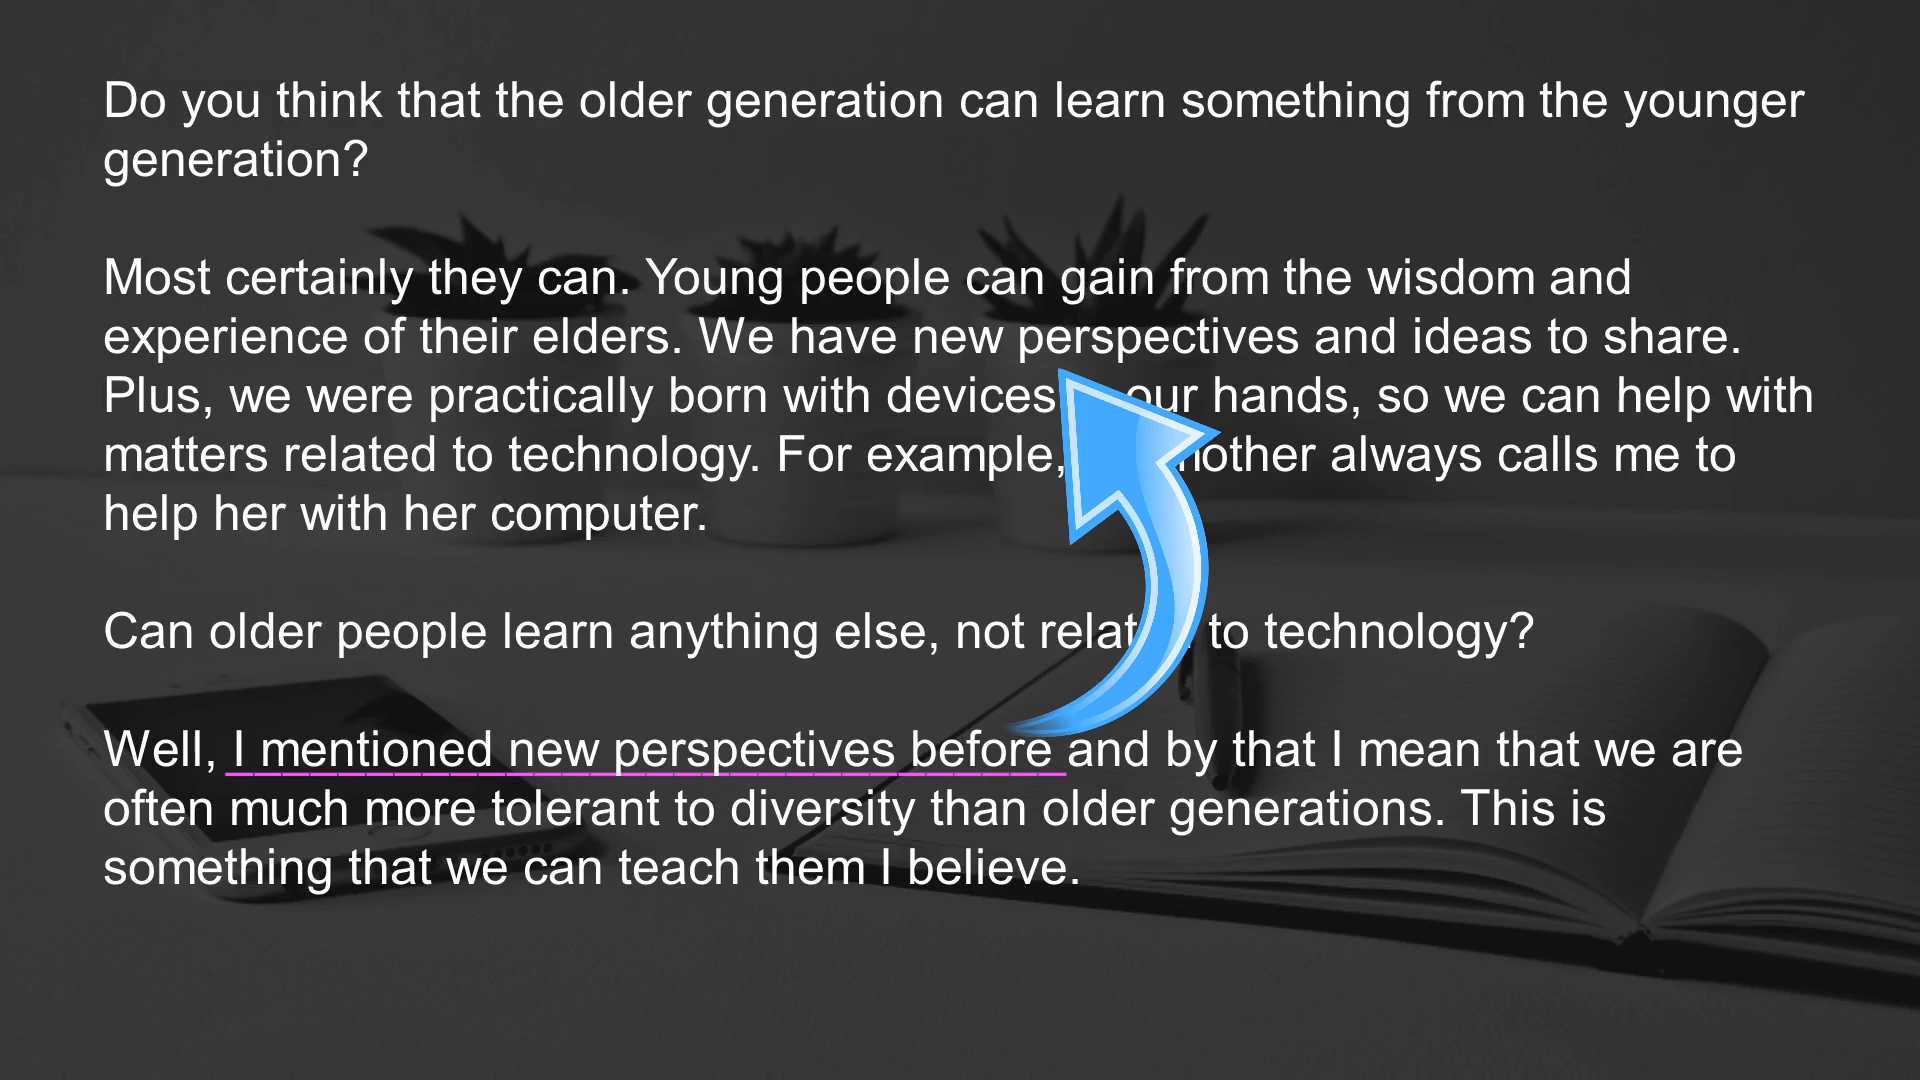 Do you think that the older generation can learn something from the younger
generation?
Most certainly they can. Young people can gain from the wisdom and
experience of their elders. We have new perspectives and ideas to share.
Plus, we were practically born with devices our hands, so we can help with
matters related to technology. For example, mother always calls me to
help her with her computer.
Can older people learn anything else, not related to technology?
Well, I mentioned new perspectives before and by that I mean that we are
often much more tolerant to diversity than older generations. This is
something that we can teach them I believe.